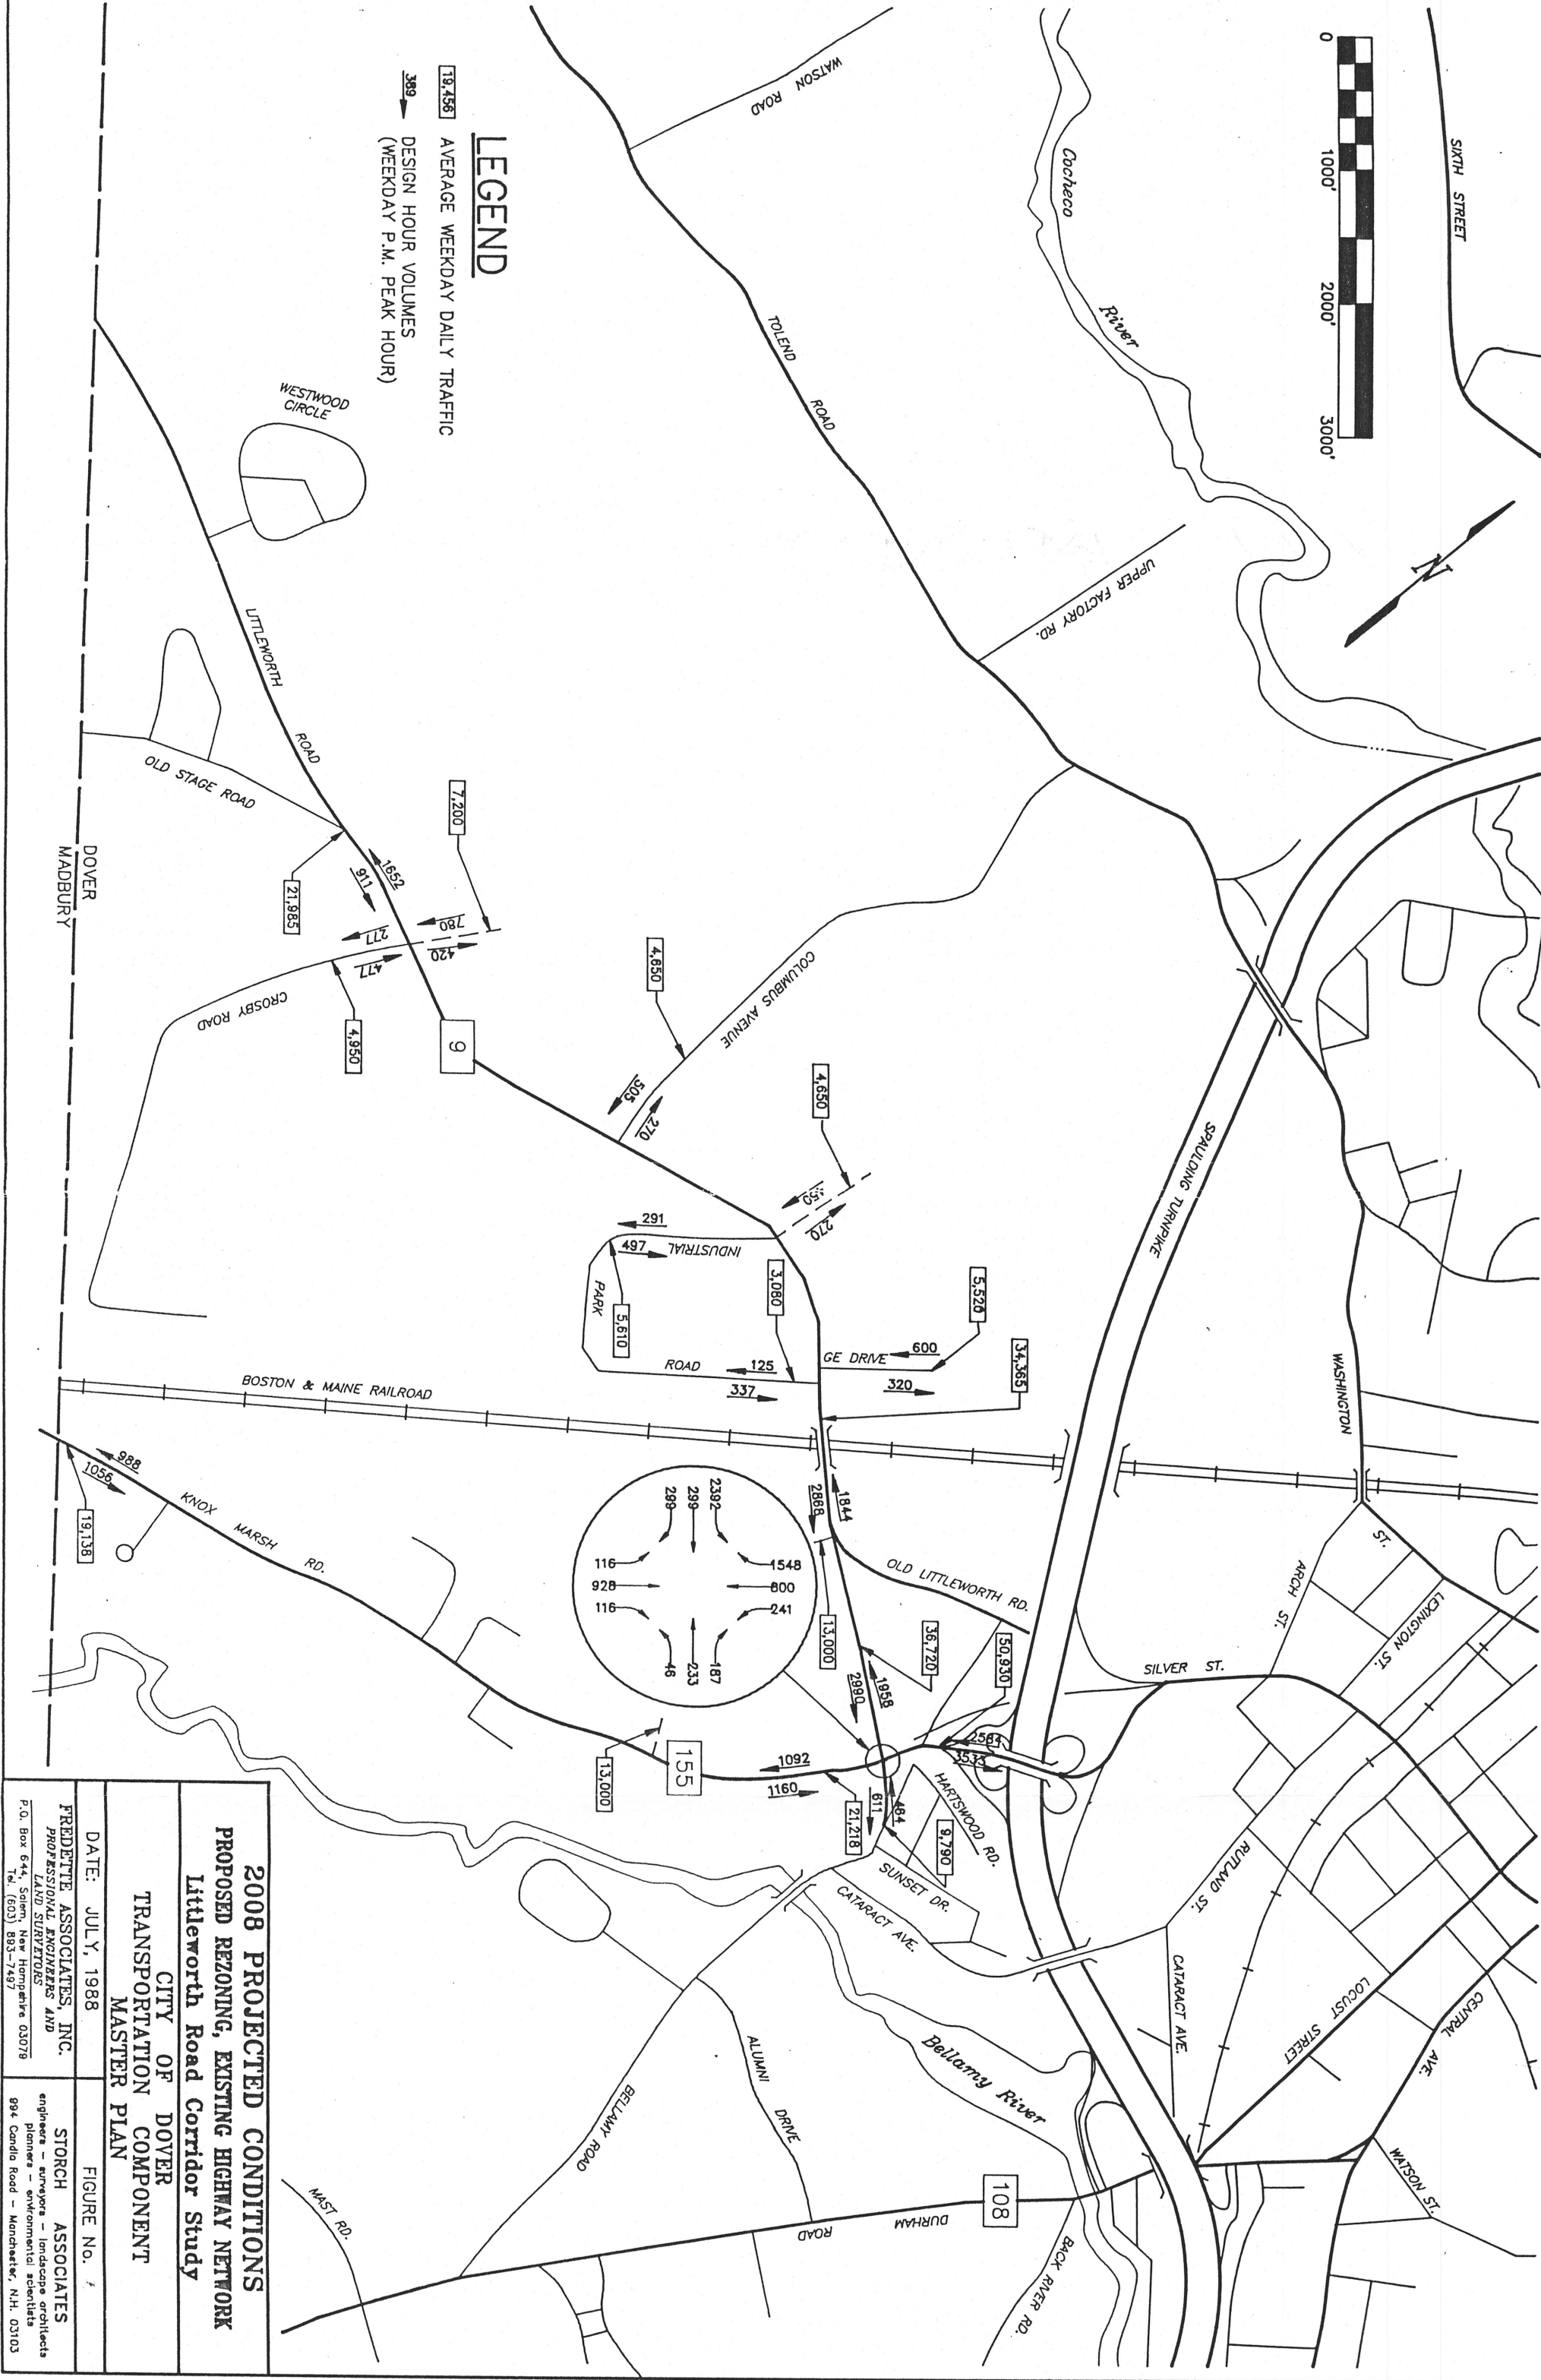 SIXTH STREET
0
1000'
2000'
3000'
N
Cocheco
River
WATSON
ROAD
TOLEND
ROAD
UPPER FACTORY RD.
LEGEND
19,456 AVERAGE WEEKDAY DAILY TRAFFIC
389 DESIGN HOUR VOLUMES
(WEEKDAY P.M. PEAK HOUR)
WESTWOOD
CIRCLE
LITTLEWORTH
ROAD
OLD STAGE ROAD
DOVER
MADBURY
7,200
21,985
1652
911
277
477
780
420
CROSBY ROAD
4,950
9
4,650
COLUMBUS AVENUE
505
270
4,650
270
291
497
INDUSTRIAL
PARK
5,610
3,080
ROAD
125
337
GE DRIVE
600
320
5,520
34,365
SPAULDING TURNPIKE
WASHINGTON
ST.
BOSTON & MAINE RAILROAD
988
1056
19,138
KNOX MARSH RD.
2392
299
299
1548
800
241
116
928
116
187
233
46
1844
2868
OLD LITTLEWORTH RD.
13,000
36,720
50,930
1956
2990
2584
3533
ARCH ST.
LEXINGTON
ST.
SILVER ST.
13,000
155
1092
1160
21,218
611
464
9,790
HARTSWOOD RD.
SUNSET DR.
CATARACT AVE.
RUTLAND ST.
CATARACT AVE.
LOCUST
STREET
CENTRAL
AVE.
WATSON ST.
Bellamy River
ALUMNI
DRIVE
BELLAMY ROAD
MAST RD.
108
DURHAM
ROAD
BACK RIVER RD.
2008 PROJECTED CONDITIONS
PROPOSED REZONING, EXISTING HIGHWAY NETWORK
Littleworth Road Corridor Study
CITY OF DOVER
TRANSPORTATION COMPONENT
MASTER PLAN
DATE: JULY, 1988
FIGURE No.
FREDETTE ASSOCIATES, INC.
PROFESSIONAL ENGINEERS AND
LAND SURVEYORS
P.O. Box 644, Salem, New Hampshire 03079
Tel. (603) 893-7497
STORCH ASSOCIATES
engineers - surveyors - landscape architects
planners - environmental scientists
994 Candia Road - Manchester, N.H. 03103